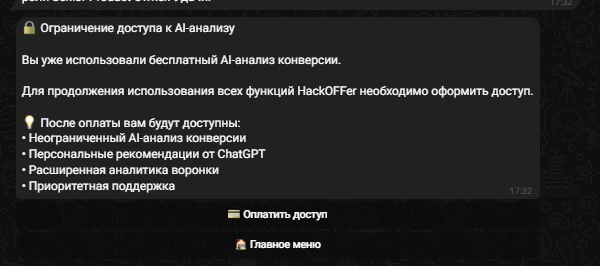 17:32
🔒 Ограничение доступа к AI-анализу
Вы уже использовали бесплатный AI-анализ конверсии.
Для продолжения использования всех функций HackOFFer необходимо оформить доступ.
💡 После оплаты вам будут доступны:
• Неограниченный AI-анализ конверсии
• Персональные рекомендации от ChatGPT
• Расширенная аналитика воронки
• Приоритетная поддержка
17:32
💳 Оплатить доступ
🏠 Главное меню